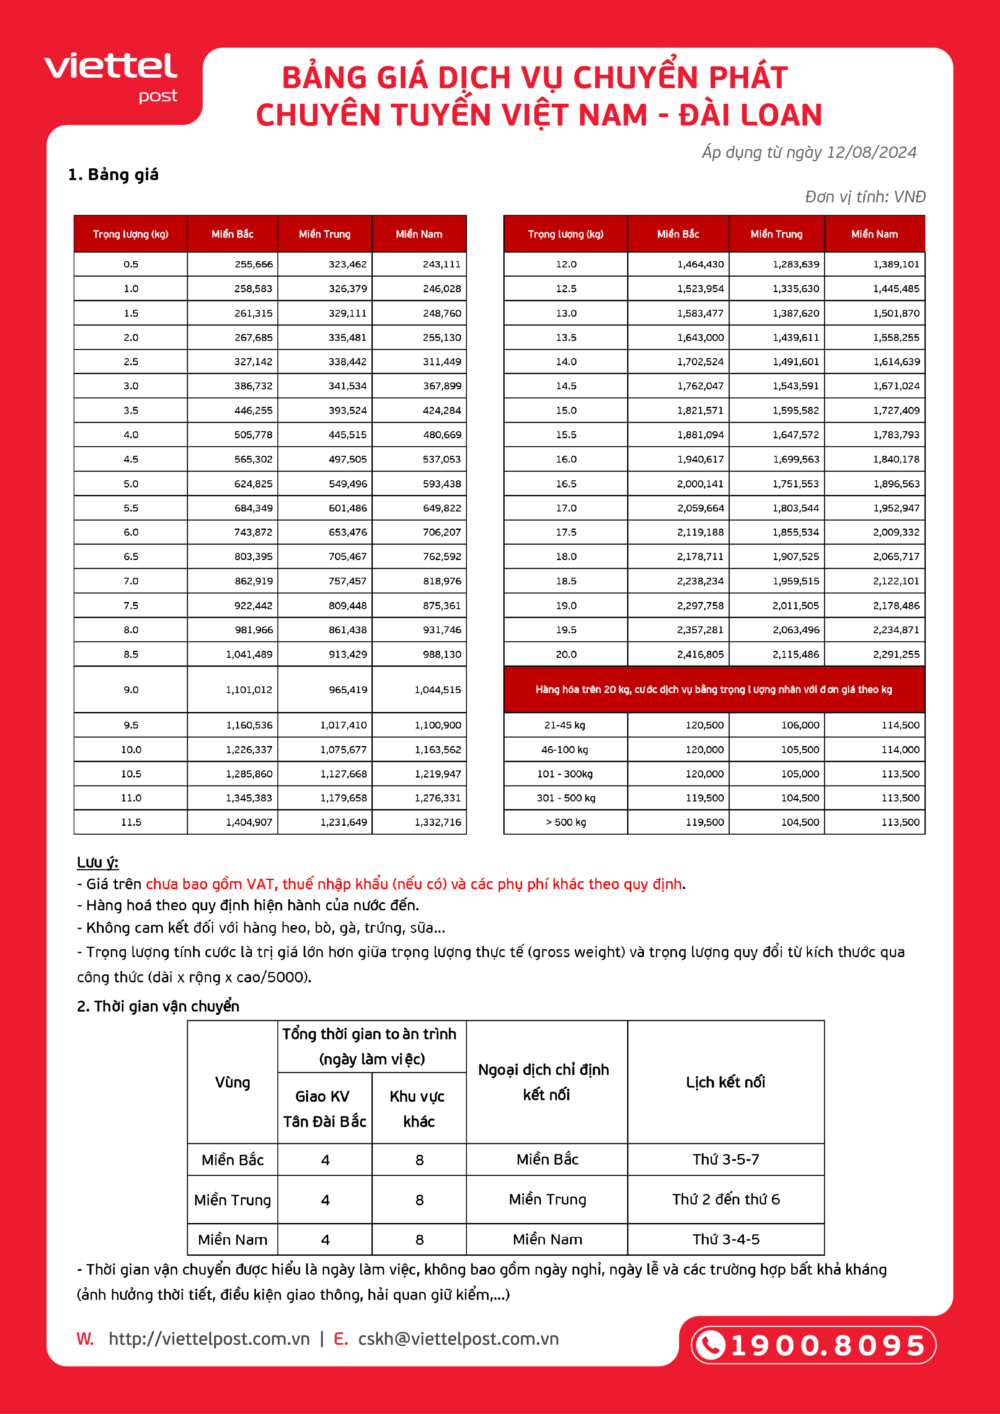 viettel
post
BẢNG GIÁ DỊCH VỤ CHUYỂN PHÁT
CHUYÊN TUYẾN VIỆT NAM - ĐÀI LOAN
Áp dụng từ ngày 12/08/2024
1. Bảng giá
Đơn vị tính: VNĐ
Trọng lượng (kg) Miền Bắc Miền Trung Miền Nam
0.5 255,666 323,462 243,111
1.0 258,583 326,379 246,028
1.5 261,315 329,111 248,760
2.0 267,685 335,481 255,130
2.5 327,142 338,442 311,449
3.0 386,732 341,534 367,899
3.5 446,255 393,524 424,284
4.0 505,778 445,515 480,669
4.5 565,302 497,505 537,053
5.0 624,825 549,496 593,438
5.5 684,349 601,486 649,822
6.0 743,872 653,476 706,207
6.5 803,395 705,467 762,592
7.0 862,919 757,457 818,976
7.5 922,442 809,448 875,361
8.0 981,966 861,438 931,746
8.5 1,041,489 913,429 988,130
9.0 1,101,012 965,419 1,044,515
9.5 1,160,536 1,017,410 1,100,900
10.0 1,226,337 1,075,677 1,163,562
10.5 1,285,860 1,127,668 1,219,947
11.0 1,345,383 1,179,658 1,276,331
11.5 1,404,907 1,231,649 1,332,716
Trọng lượng (kg) Miền Bắc Miền Trung Miền Nam
12.0 1,464,430 1,283,639 1,389,101
12.5 1,523,954 1,335,630 1,445,485
13.0 1,583,477 1,387,620 1,501,870
13.5 1,643,000 1,439,611 1,558,255
14.0 1,702,524 1,491,601 1,614,639
14.5 1,762,047 1,543,591 1,671,024
15.0 1,821,571 1,595,582 1,727,409
15.5 1,881,094 1,647,572 1,783,793
16.0 1,940,617 1,699,563 1,840,178
16.5 2,000,141 1,751,553 1,896,563
17.0 2,059,664 1,803,544 1,952,947
17.5 2,119,188 1,855,534 2,009,332
18.0 2,178,711 1,907,525 2,065,717
18.5 2,238,234 1,959,515 2,122,101
19.0 2,297,758 2,011,505 2,178,486
19.5 2,357,281 2,063,496 2,234,871
20.0 2,416,805 2,115,486 2,291,255
Hàng hóa trên 20 kg, cước dịch vụ bằng trọng lượng nhân với đơn giá theo kg
21-45 kg 120,500 106,000 114,500
46-100 kg 120,000 105,500 114,000
101 - 300kg 120,000 105,000 113,500
301 - 500 kg 119,500 104,500 113,500
> 500 kg 119,500 104,500 113,500
Lưu ý:
- Giá trên chưa bao gồm VAT, thuế nhập khẩu (nếu có) và các phụ phí khác theo quy định.
- Hàng hoá theo quy định hiện hành của nước đến.
- Không cam kết đối với hàng heo, bò, gà, trứng, sữa...
- Trọng lượng tính cước là trị giá lớn hơn giữa trọng lượng thực tế (gross weight) và trọng lượng quy đổi từ kích thước qua
công thức (dài x rộng x cao/5000).
2. Thời gian vận chuyển
Vùng Tổng thời gian toàn trình Ngoại dịch chỉ định Lịch kết nối
(ngày làm việc) kết nối
Giao KV Khu vực
Tân Đài Bắc khác
Miền Bắc 4 8 Miền Bắc Thứ 3-5-7
Miền Trung 4 8 Miền Trung Thứ 2 đến thứ 6
Miền Nam 4 8 Miền Nam Thứ 3-4-5
- Thời gian vận chuyển được hiểu là ngày làm việc, không bao gồm ngày nghỉ, ngày lễ và các trường hợp bất khả kháng
(ảnh hưởng thời tiết, điều kiện giao thông, hải quan giữ kiểm,...)
W. http://viettelpost.com.vn | E. cskh@viettelpost.com.vn
1900.8095